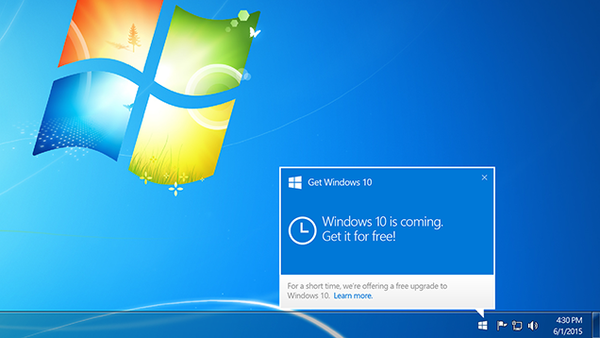 Get Windows 10
Windows 10 is coming.
Get it for free!
For a short time, we're offering a free upgrade to
Windows 10. Learn more.
4:30 PM
6/1/2015